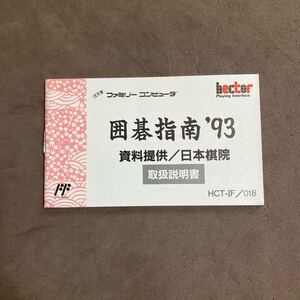 ファミリー コンピュータ
hector
Playing Interface
囲碁指南'93
資料提供/日本棋院
取扱説明書
HCT-IF/018